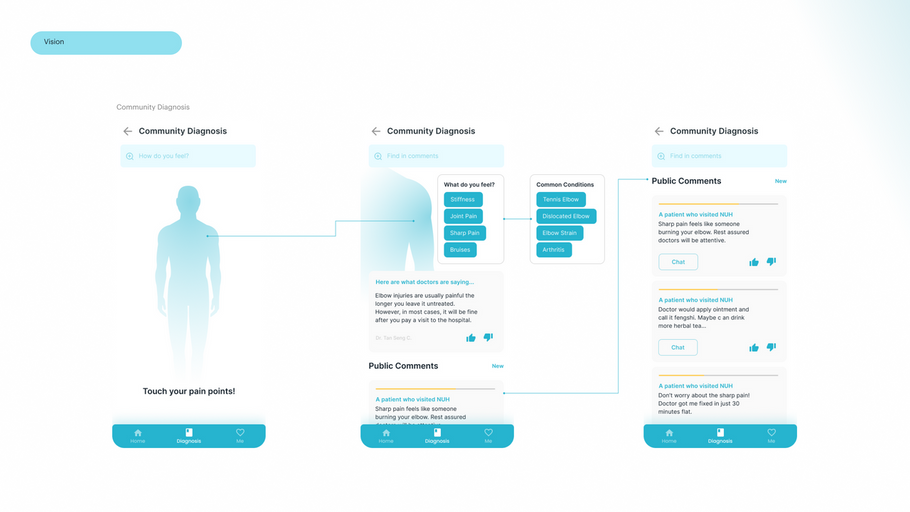 Vision
Community Diagnosis
Community Diagnosis
How do you feel?
Touch your pain points!
Home
Diagnosis
Me
Community Diagnosis
Find in comments
What do you feel?
Stiffness
Joint Pain
Sharp Pain
Bruises
Common Conditions
Tennis Elbow
Dislocated Elbow
Elbow Strain
Arthritis
Here are what doctors are saying...
Elbow injuries are usually painful the
longer you leave it untreated.
However, in most cases, it will be fine
after you pay a visit to the hospital.
Dr. Tan Seng C.
Public Comments
New
A patient who visited NUH
Sharp pain feels like someone
burning your elbow. Rest assured
Home
Diagnosis
Me
Community Diagnosis
Find in comments
Public Comments
New
A patient who visited NUH
Sharp pain feels like someone
burning your elbow. Rest assured
doctors will be attentive.
Chat
A patient who visited NUH
Doctor would apply ointment and
call it fengshi. Maybe c an drink
more herbal tea...
Chat
A patient who visited NUH
Don't worry about the sharp pain!
Doctor got me fixed in just 30
minutes flat.
Home
Diagnosis
Me